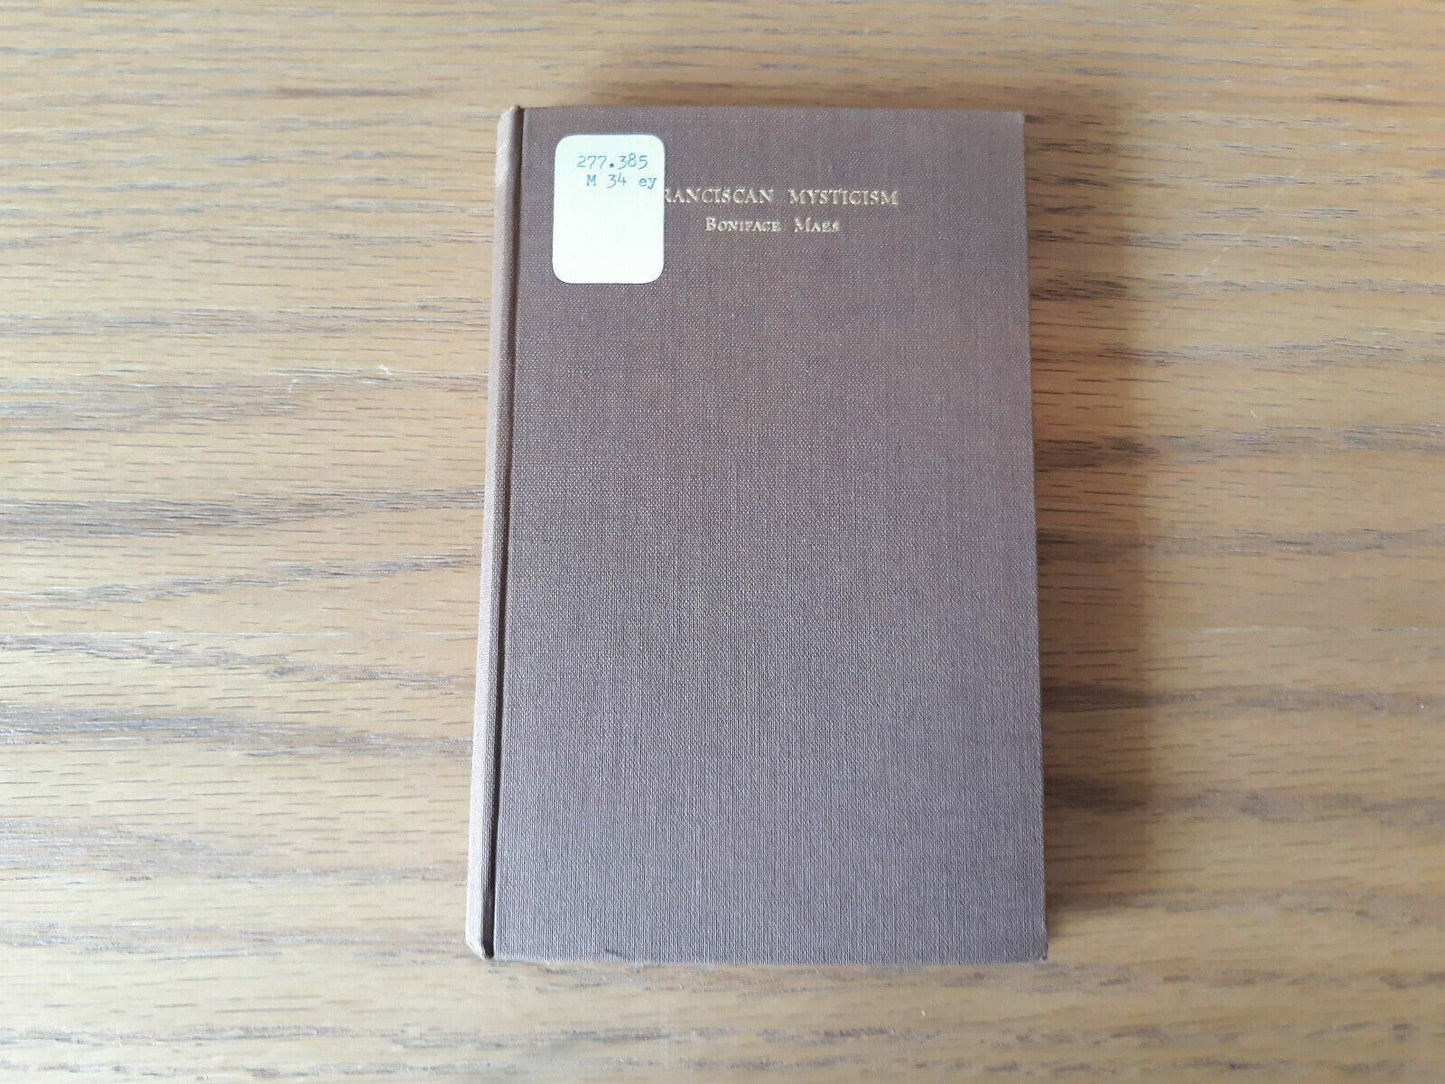 277.385
M 34 ey
RANCISCAN MYSTICISM
BONIFACE MAES